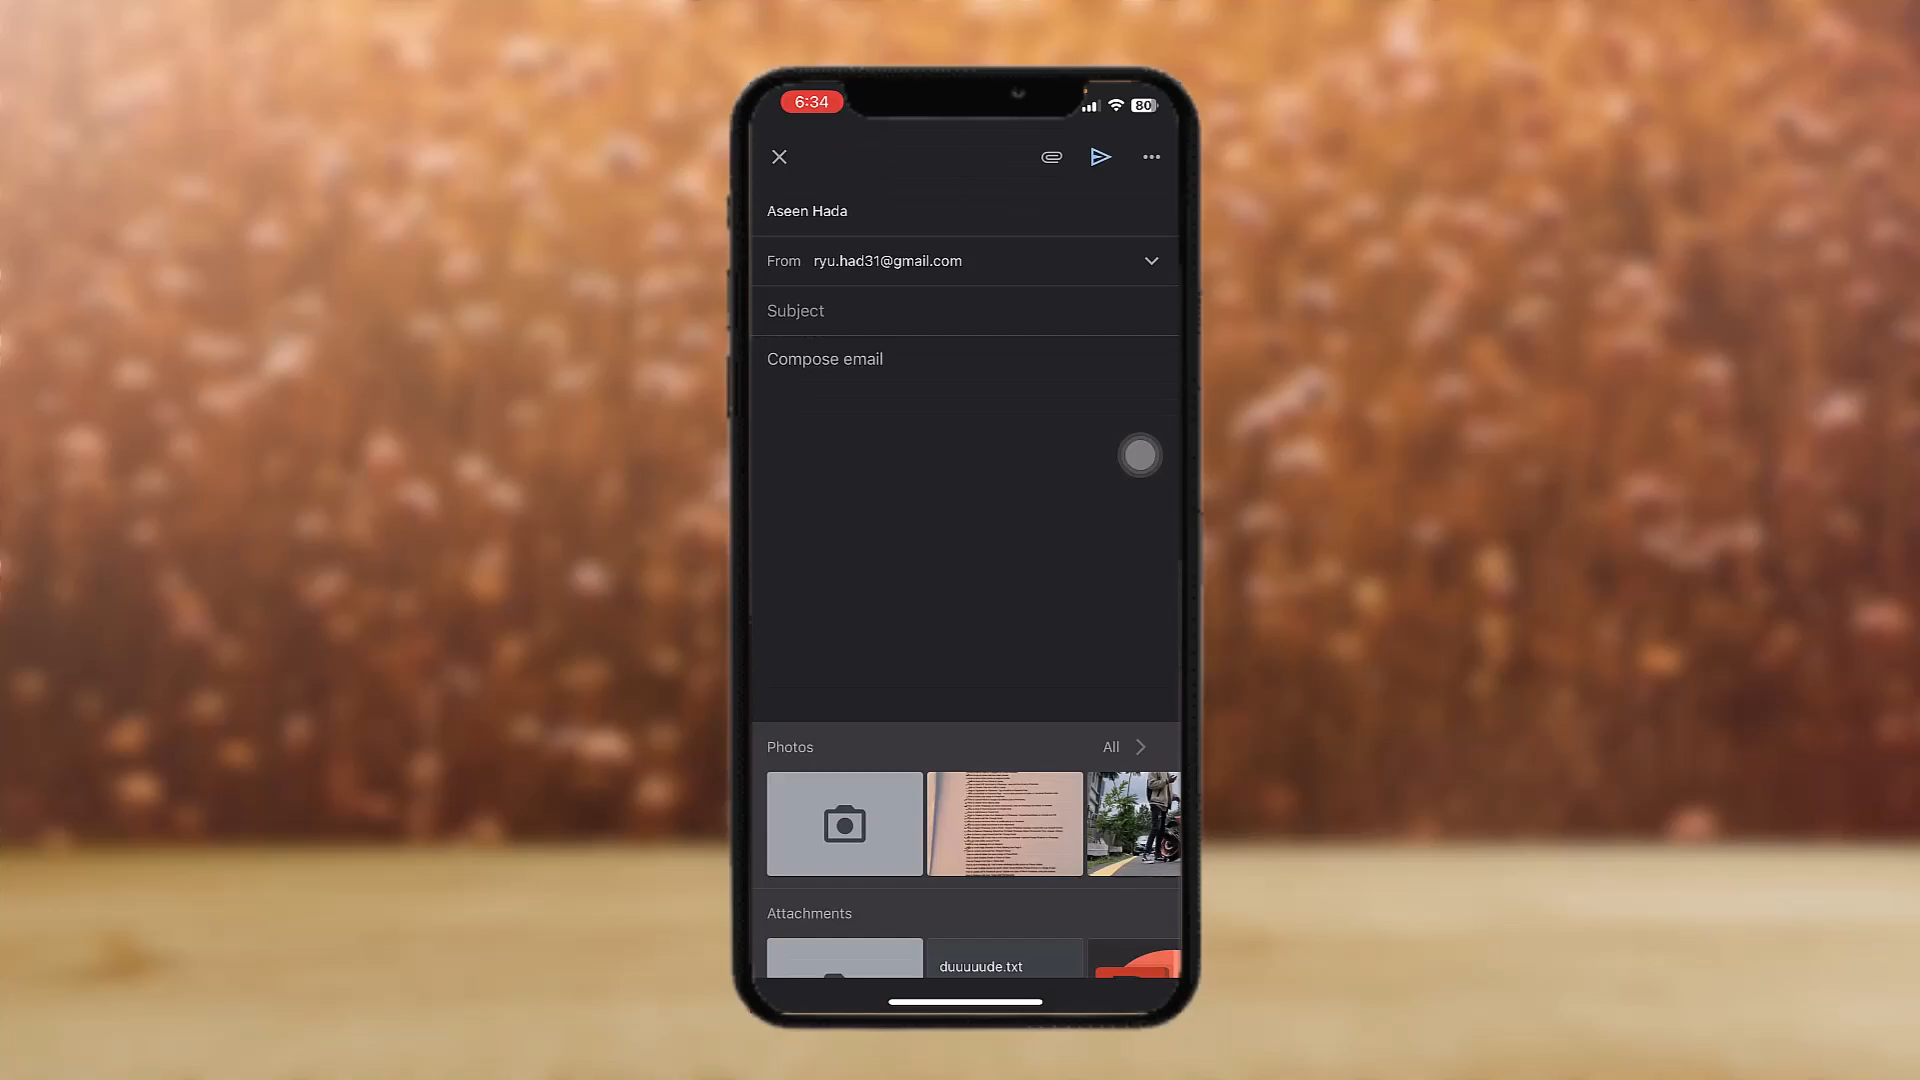 6:34
80
Aseen Hada
From ryu.had31@gmail.com
Subject
Compose email
Photos
All
Attachments
duuuuude.txt